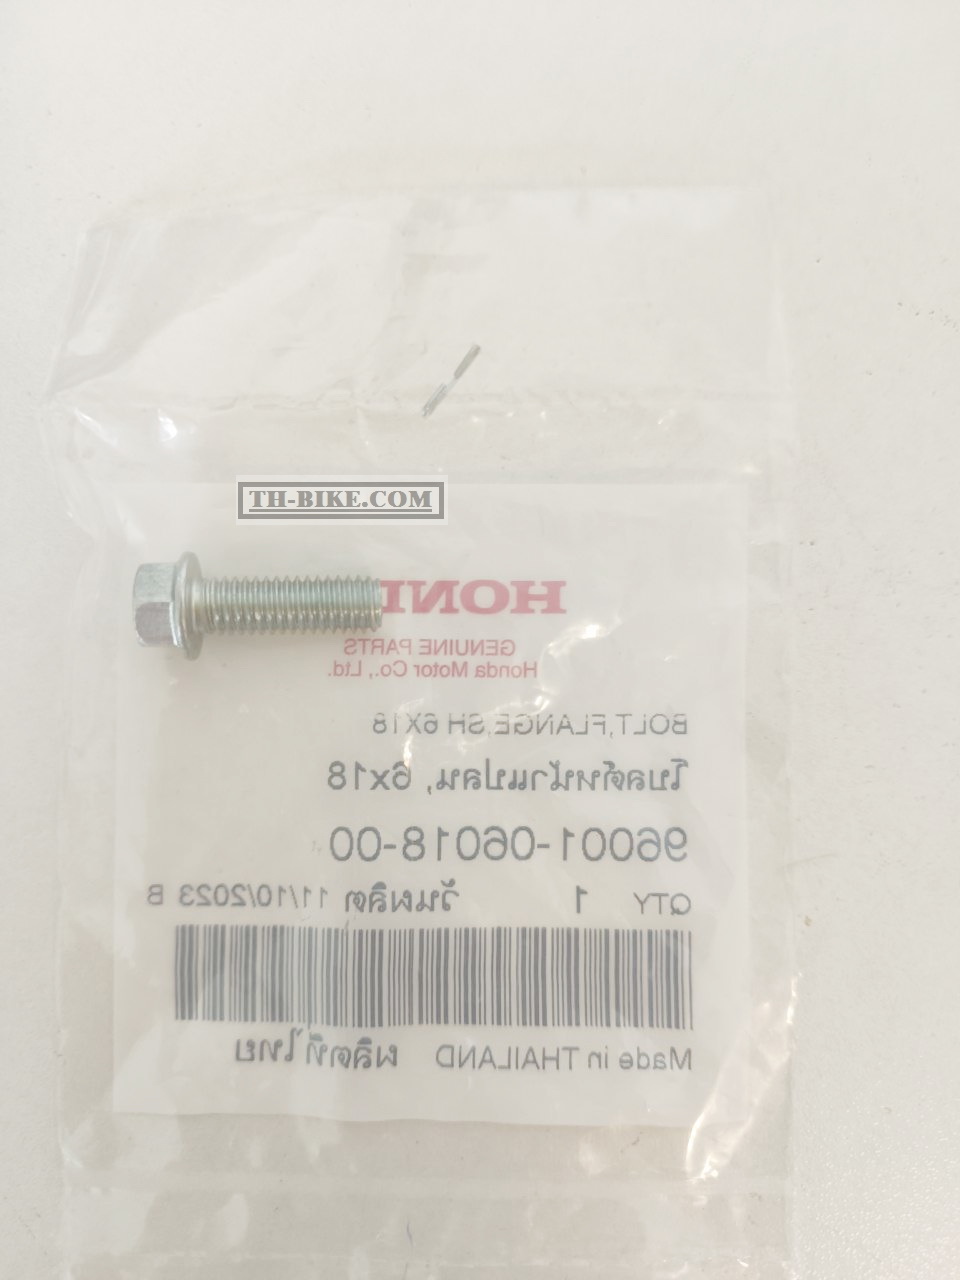 TH-BIKE.COM
HOND
GENUINE PARTS
Honda Motor Co., Ltd.
BOLT,FLANGE,SH 6X18
โบลต์หน้าแปลน, 6x18
96001-06018-00
QTY 1 วันผลิต 11/10/2023 B
Made in THAILAND ผลิตที่ไทย